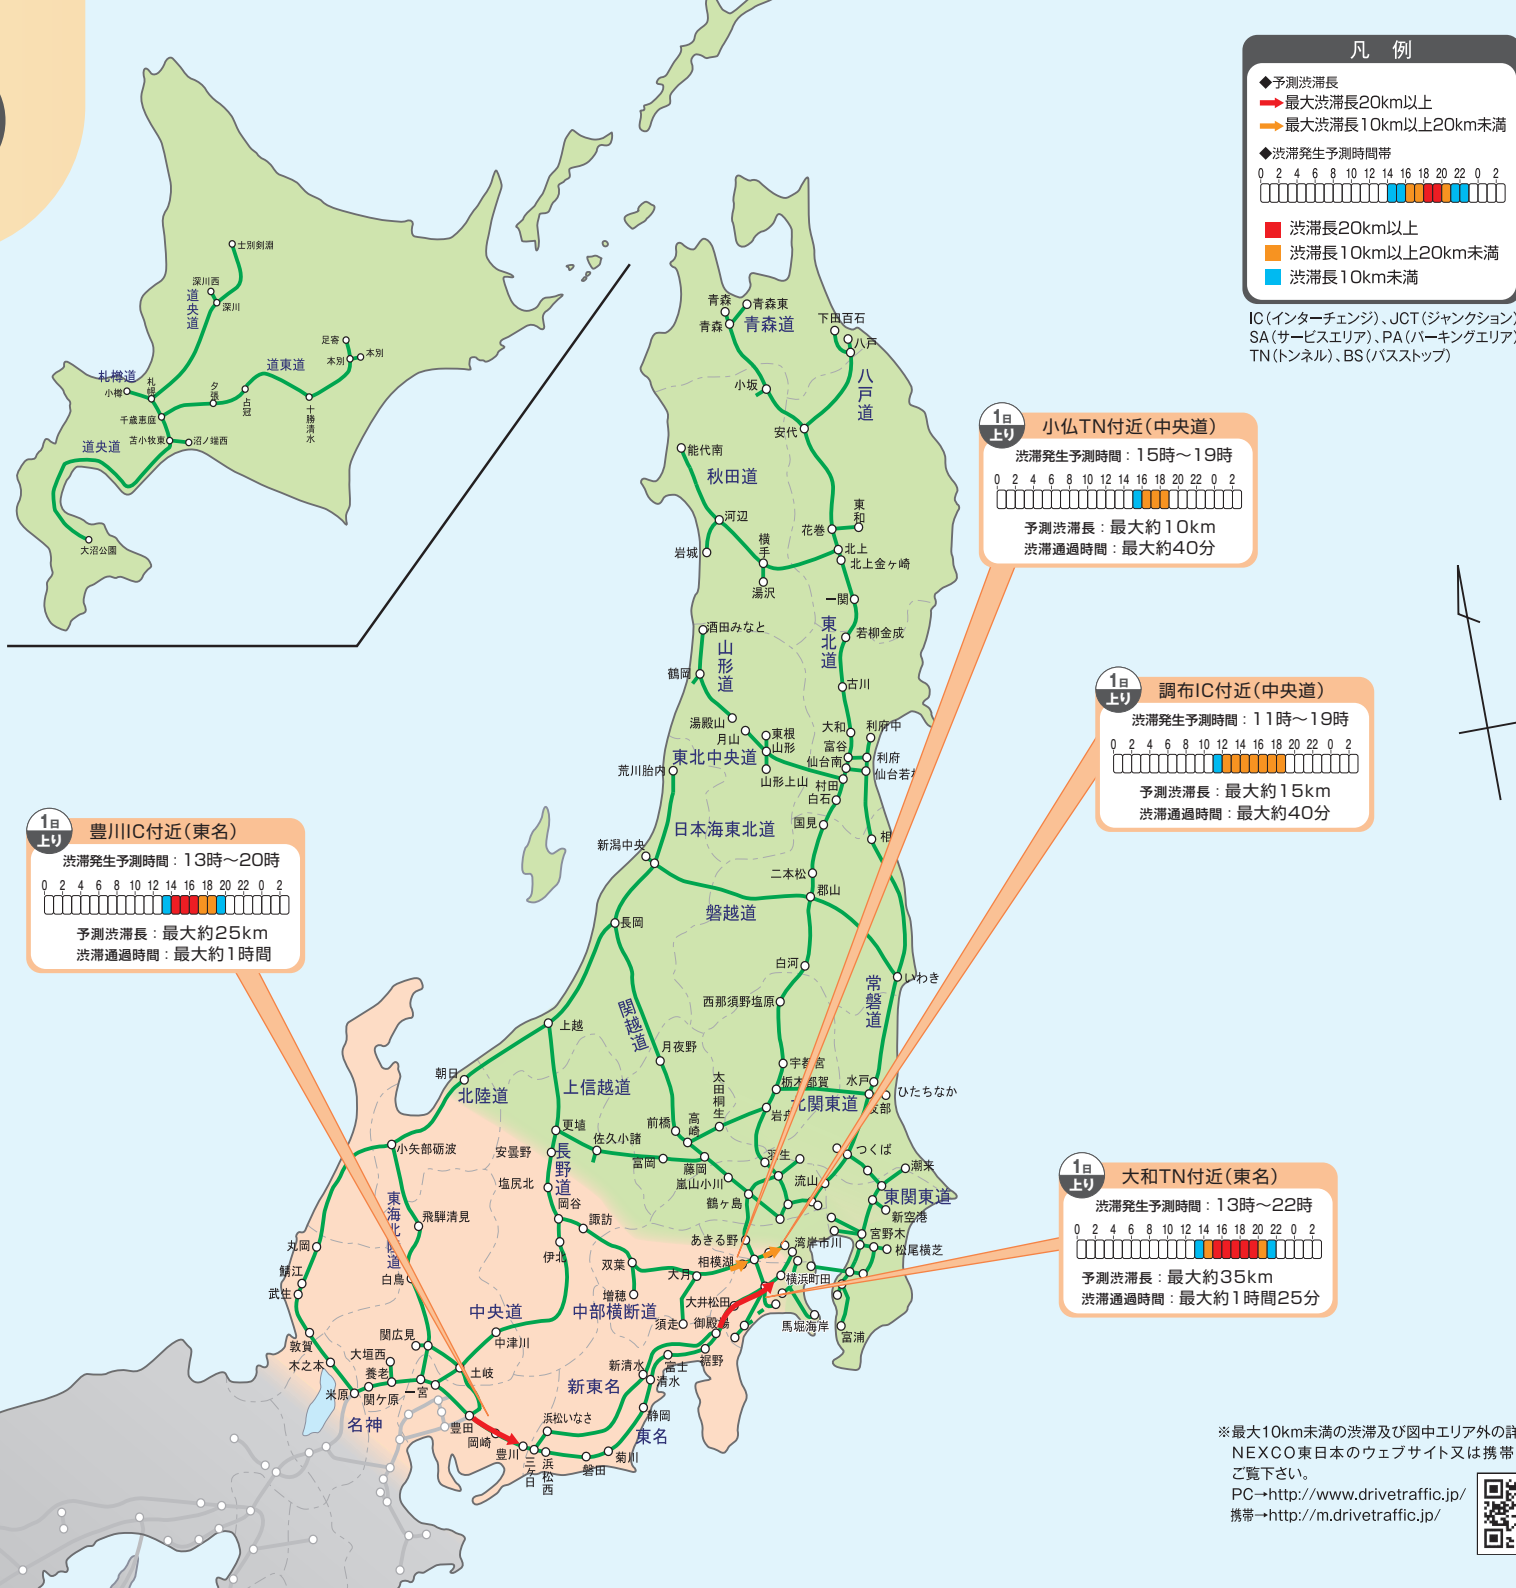 凡 例
◆予測渋滞長
最大渋滞長20km以上
最大渋滞長10km以上20km未満
◆渋滞発生予測時間帯
0 2 4 6 8 10 12 14 16 18 20 22 0 2
渋滞長20km以上
渋滞長10km以上20km未満
渋滞長10km未満
IC(インターチェンジ)、JCT(ジャンクション)
SA(サービスエリア)、PA(パーキングエリア)
TN(トンネル)、BS(バスストップ)
士別剣淵
深川西
深川
道央道
足寄
本別
本別
道東道
札樽道
小樽
札幌
夕張
占冠
十勝清水
千歳恵庭
苫小牧東
沼ノ端西
道央道
大沼公園
青森
青森東
青森
青森道
下田百石
八戸
八戸道
小坂
安代
能代南
秋田道
河辺
岩城
横手
湯沢
花巻
東和
北上
北上金ヶ崎
一関
東北道
若柳金成
酒田みなと
山形道
鶴岡
古川
湯殿山
月山
東根
山形
大和
利府中
富谷
利府
仙台南
仙台若
東北中央道
山形上山
村田
白石
荒川胎内
国見
相
日本海東北道
新潟中央
二本松
郡山
磐越道
長岡
白河
いわき
常磐道
西那須野塩原
関越道
上越
月夜野
宇都宮
朝日
北陸道
上信越道
太田桐生
栃木都賀
水戸
ひたちなか
友部
北関東道
岩舟
前橋
高崎
更埴
小矢部砺波
安曇野
長野道
佐久小諸
富岡
藤岡
羽生
つくば
潮来
塩尻北
嵐山小川
流山
鶴ヶ島
東関東道
岡谷
諏訪
新空港
宮野木
東海北陸道
飛騨清見
伊北
あきる野
湾岸市川
松尾横芝
丸岡
双葉
相模湖
大月
横浜町田
鯖江
武生
白鳥
増穂
大井松田
中央道
中部横断道
須走
御殿場
馬堀海岸
富浦
敦賀
関広見
中津川
大垣西
木之本
養老
土岐
新清水
富士
裾野
米原
関ケ原
一宮
新東名
清水
名神
豊田
浜松いなさ
静岡
岡崎
東名
豊川
三ケ日
浜松西
磐田
菊川
1日
上り
小仏TN付近(中央道)
渋滞発生予測時間:15時〜19時
0 2 4 6 8 10 12 14 16 18 20 22 0 2
予測渋滞長:最大約10km
渋滞通過時間:最大約40分
1日
上り
調布IC付近(中央道)
渋滞発生予測時間:11時〜19時
0 2 4 6 8 10 12 14 16 18 20 22 0 2
予測渋滞長:最大約15km
渋滞通過時間:最大約40分
1日
上り
豊川IC付近(東名)
渋滞発生予測時間:13時〜20時
0 2 4 6 8 10 12 14 16 18 20 22 0 2
予測渋滞長:最大約25km
渋滞通過時間:最大約1時間
1日
上り
大和TN付近(東名)
渋滞発生予測時間:13時〜22時
0 2 4 6 8 10 12 14 16 18 20 22 0 2
予測渋滞長:最大約35km
渋滞通過時間:最大約1時間25分
※最大10km未満の渋滞及び図中エリア外の詳
NEXCO東日本のウェブサイト又は携帯
ご覧下さい。
PC→http://www.drivetraffic.jp/
携帯→http://m.drivetraffic.jp/